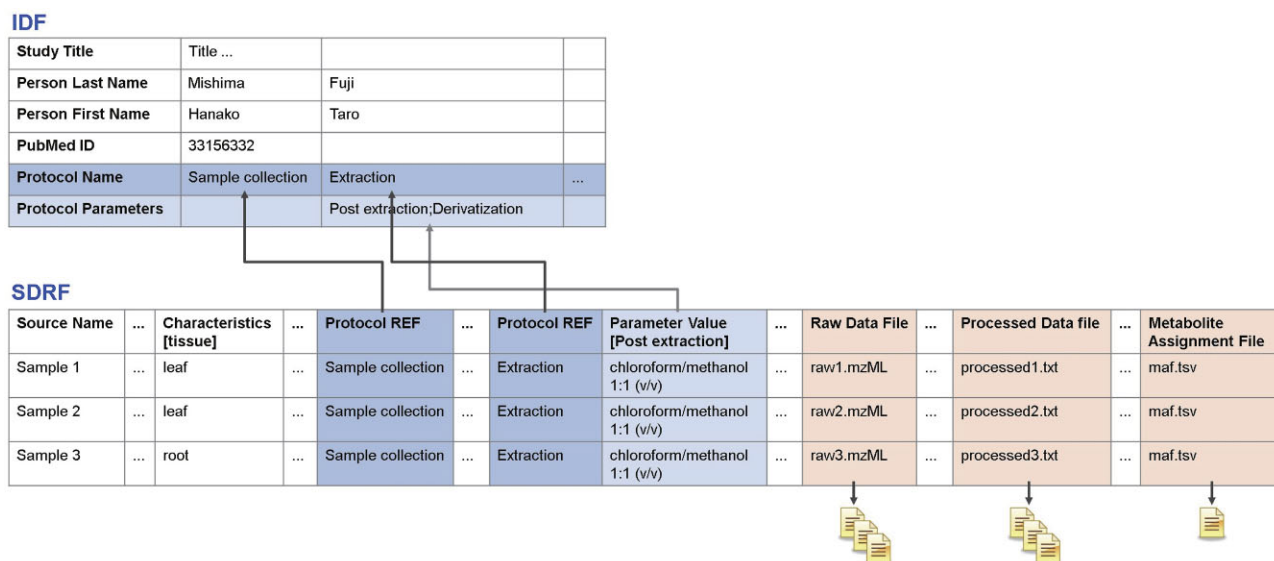 IDF
Study Title Title ...
Person Last Name Mishima Fuji
Person First Name Hanako Taro
PubMed ID 33156332
Protocol Name Sample collection Extraction ...
Protocol Parameters Post extraction;Derivatization
SDRF
Source Name ... Characteristics [tissue] ... Protocol REF ... Protocol REF Parameter Value [Post extraction] ... Raw Data File ... Processed Data file ... Metabolite Assignment File
Sample 1 ... leaf ... Sample collection ... Extraction chloroform/methanol 1:1 (v/v) ... raw1.mzML ... processed1.txt ... maf.tsv
Sample 2 ... leaf ... Sample collection ... Extraction chloroform/methanol 1:1 (v/v) ... raw2.mzML ... processed2.txt ... maf.tsv
Sample 3 ... root ... Sample collection ... Extraction chloroform/methanol 1:1 (v/v) ... raw3.mzML ... processed3.txt ... maf.tsv